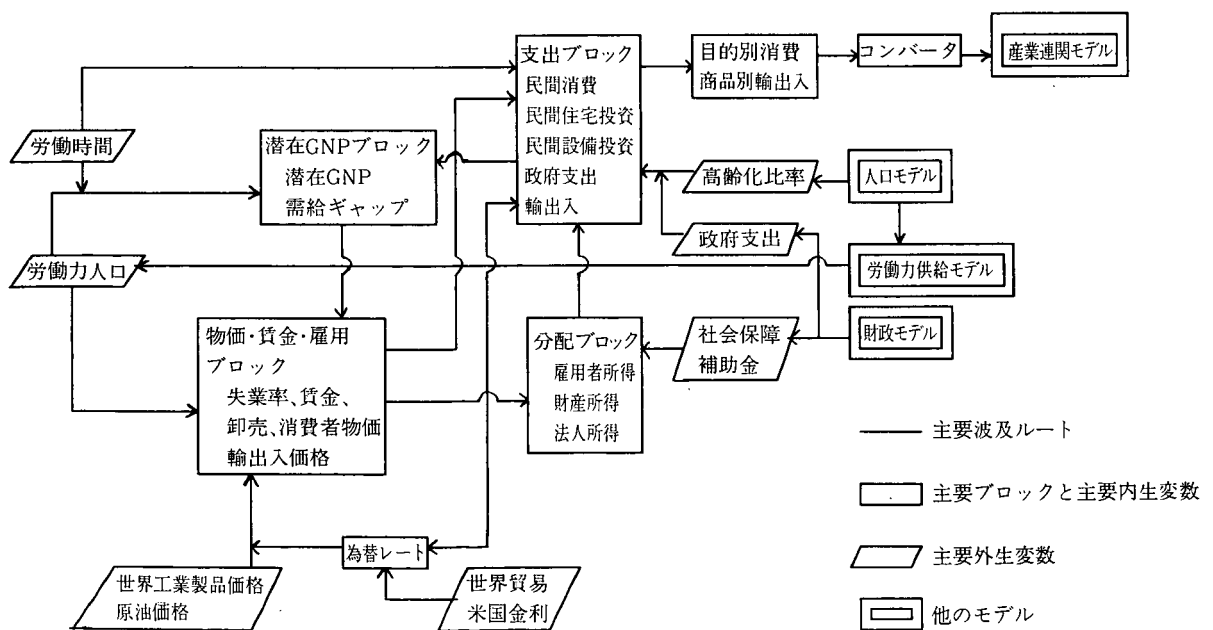 支出ブロック
民間消費
民間住宅投資
民間設備投資
政府支出
輸出入
目的別消費
商品別輸出入
コンバータ
産業連関モデル
労働時間
潜在GNPブロック
潜在GNP
需給ギャップ
高齢化比率
人口モデル
政府支出
労働力人口
労働力供給モデル
物価・賃金・雇用
ブロック
失業率、賃金、
卸売、消費者物価
輸出入価格
分配ブロック
雇用者所得
財産所得
法人所得
社会保障
補助金
財政モデル
為替レート
世界工業製品価格
原油価格
世界貿易
米国金利
主要波及ルート
主要ブロックと主要内生変数
主要外生変数
他のモデル